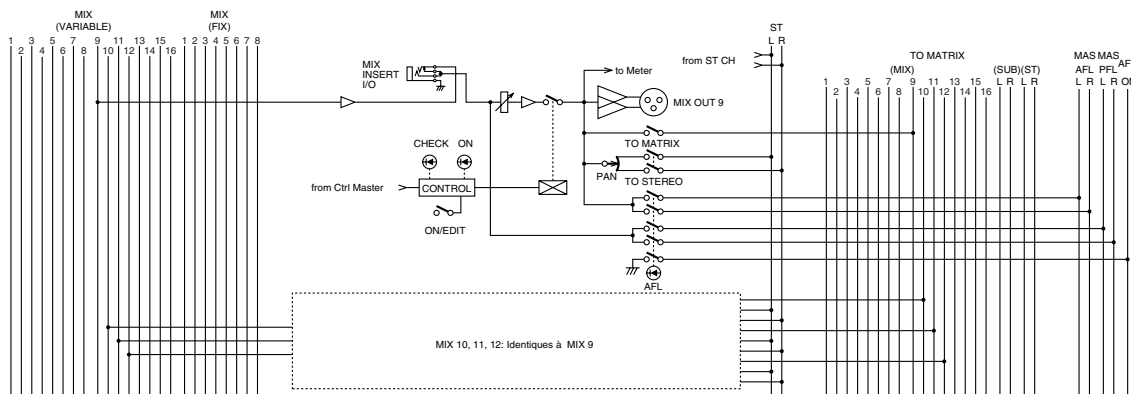 MIX
(VARIABLE)
MIX
(FIX)
1 3 5 7 9 11 13 15 1 2 3 4 5 6 7 8
2 4 6 8 10 12 14 16
MIX
INSERT
I/O
to Meter
MIX OUT 9
ST
L R
from ST CH
TO MATRIX
(MIX)
(SUB)(ST)
1 3 5 7 9 11 13 15 L R L R
2 4 6 8 10 12 14 16
MAS MAS
AFL PFL AF
L R L R ON
CHECK ON
from Ctrl Master
CONTROL
ON/EDIT
TO MATRIX
PAN
TO STEREO
AFL
MIX 10, 11, 12: Identiques à MIX 9